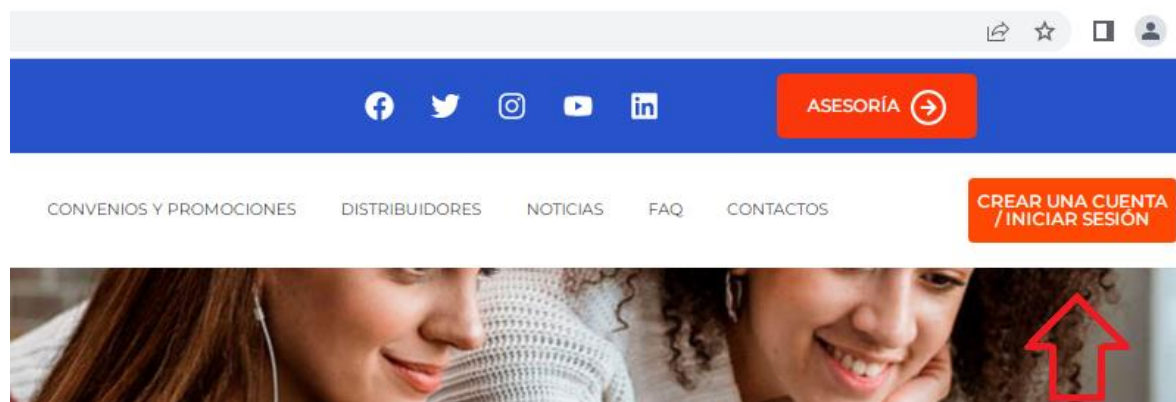 ASESORÍA
CONVENIOS Y PROMOCIONES DISTRIBUIDORES NOTICIAS FAQ CONTACTOS
CREAR UNA CUENTA
/ INICIAR SESIÓN